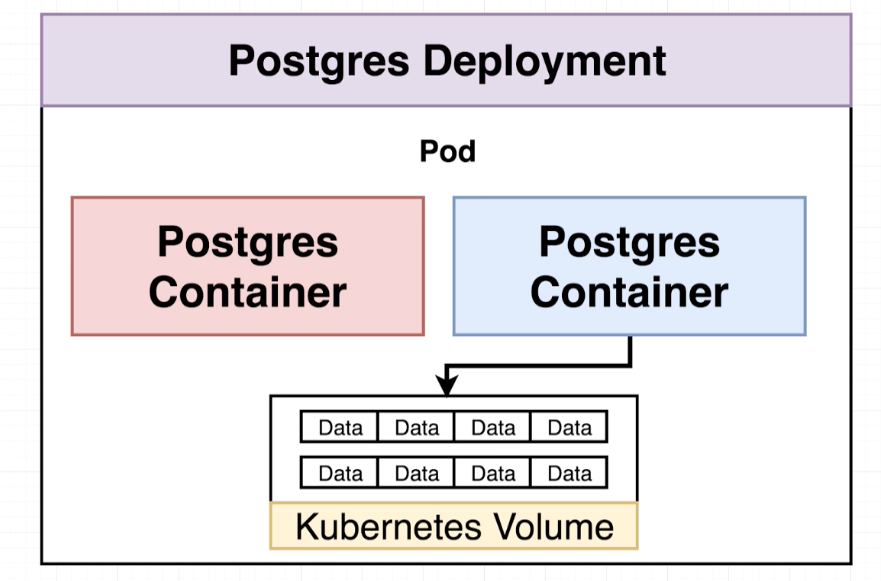 Postgres Deployment
Pod
Postgres
Container
Postgres
Container
Data Data Data Data
Data Data Data Data
Kubernetes Volume